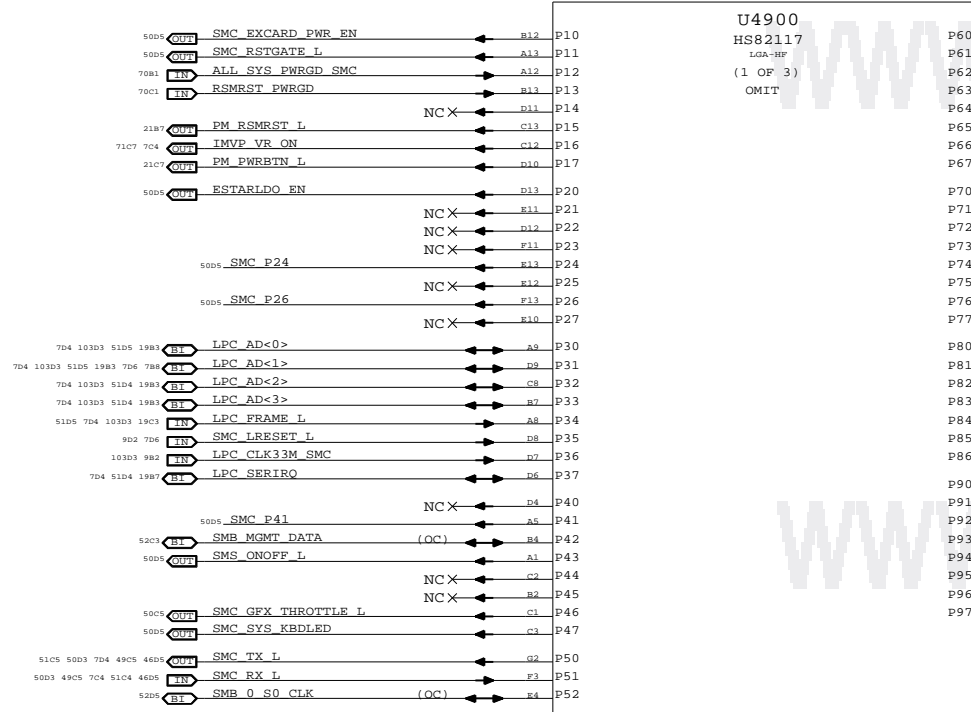 U4900
HS82117
LGA-HF
(1 OF 3)
OMIT
50D5 OUT SMC_EXCARD_PWR_EN B12 P10 P60
50D5 OUT SMC_RSTGATE_L A13 P11 P61
70B1 IN ALL_SYS_PWRGD_SMC A12 P12 P62
70C1 IN RSMRST_PWRGD B13 P13 P63
NC D11 P14 P64
21B7 OUT PM_RSMRST_L C13 P15 P65
71C7 7C4 OUT IMVP_VR_ON C12 P16 P66
21C7 OUT PM_PWRBTN_L D10 P17 P67
50D5 OUT ESTARLDO_EN D13 P20 P70
NC E11 P21 P71
NC D12 P22 P72
NC F11 P23 P73
50D5 SMC_P24 E13 P24 P74
NC E12 P25 P75
50D5 SMC_P26 F13 P26 P76
NC E10 P27 P77
7D4 103D3 51D5 19B3 BI LPC_AD<0> A9 P30 P80
7D4 103D3 51D5 19B3 7D6 7B8 BI LPC_AD<1> D9 P31 P81
7D4 103D3 51D4 19B3 BI LPC_AD<2> C8 P32 P82
7D4 103D3 51D4 19B3 BI LPC_AD<3> B7 P33 P83
51D5 7D4 103D3 19C3 IN LPC_FRAME_L A8 P34 P84
9D2 7D6 IN SMC_LRESET_L D8 P35 P85
103D3 9B2 IN LPC_CLK33M_SMC D7 P36 P86
7D4 51D4 19B7 BI LPC_SERIRQ D6 P37 P90
NC D4 P40 P91
50D5 SMC_P41 A5 P41 P92
52C3 BI SMB_MGMT_DATA (OC) B4 P42 P93
50D5 OUT SMS_ONOFF_L A1 P43 P94
NC C2 P44 P95
NC B2 P45 P96
50C5 OUT SMC_GFX_THROTTLE_L C1 P46 P97
50D5 OUT SMC_SYS_KBDLED C3 P47
51C5 50D3 7D4 49C5 46D5 OUT SMC_TX_L G2 P50
50D3 49C5 7C4 51C4 46D5 IN SMC_RX_L F3 P51
52D5 BI SMB_0_S0_CLK (OC) E4 P52